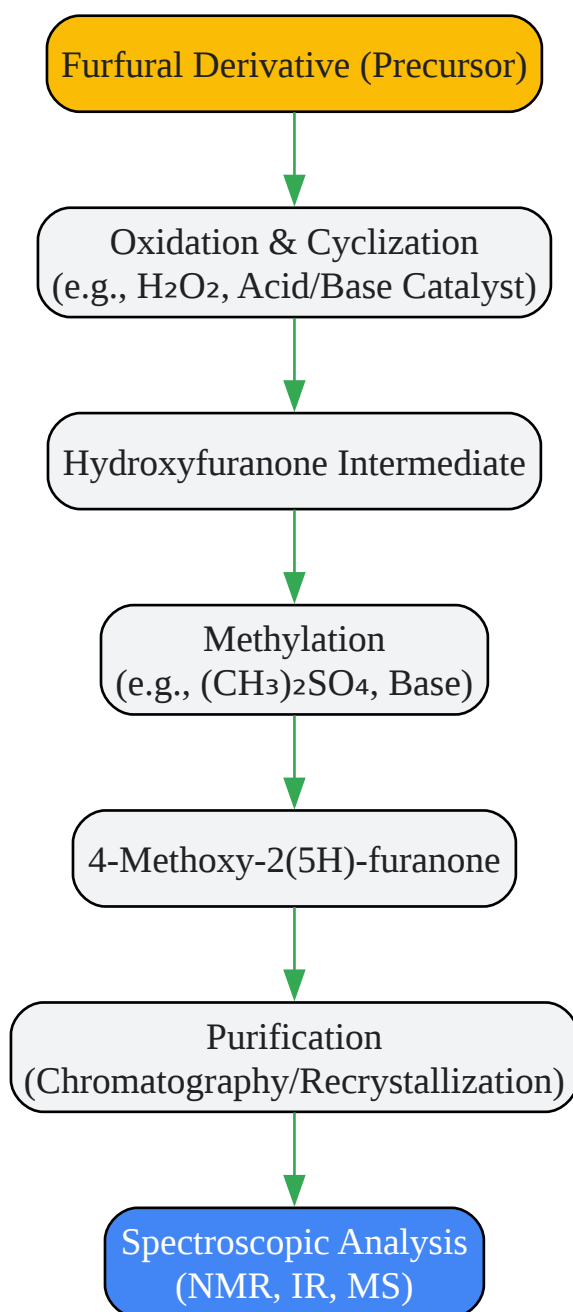 Furfural Derivative (Precursor)
Oxidation & Cyclization
(e.g., H₂O₂, Acid/Base Catalyst)
Hydroxyfuranone Intermediate
Methylation
(e.g., (CH₃)₂SO₄, Base)
4-Methoxy-2(5H)-furanone
Purification
(Chromatography/Recrystallization)
Spectroscopic Analysis
(NMR, IR, MS)